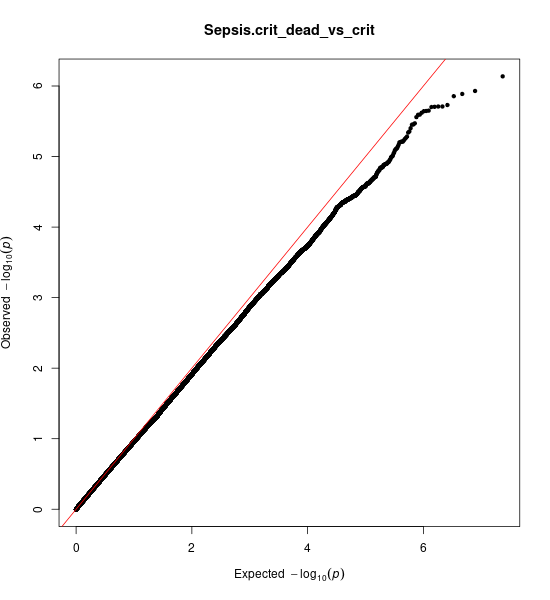 Sepsis.crit_dead_vs_crit
6
5
4
3
2
1
0
Observed −log10(p)
0 2 4 6
Expected −log10(p)